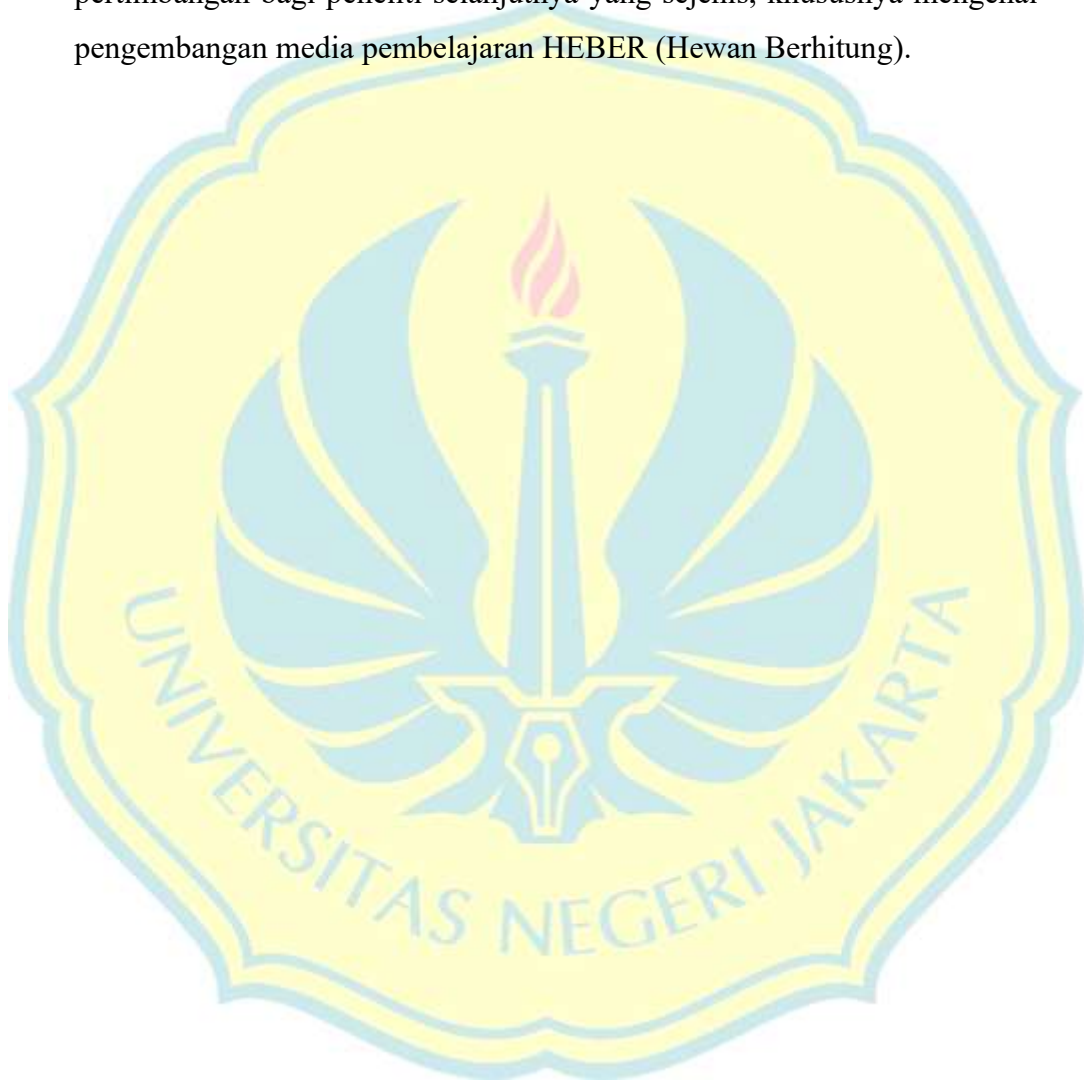 pertimbangan bagi peneliti selanjutnya yang sejenis, khususnya mengenai
pengembangan media pembelajaran HEBER (Hewan Berhitung).
UNIVERSITAS NEGERI JAKARTA